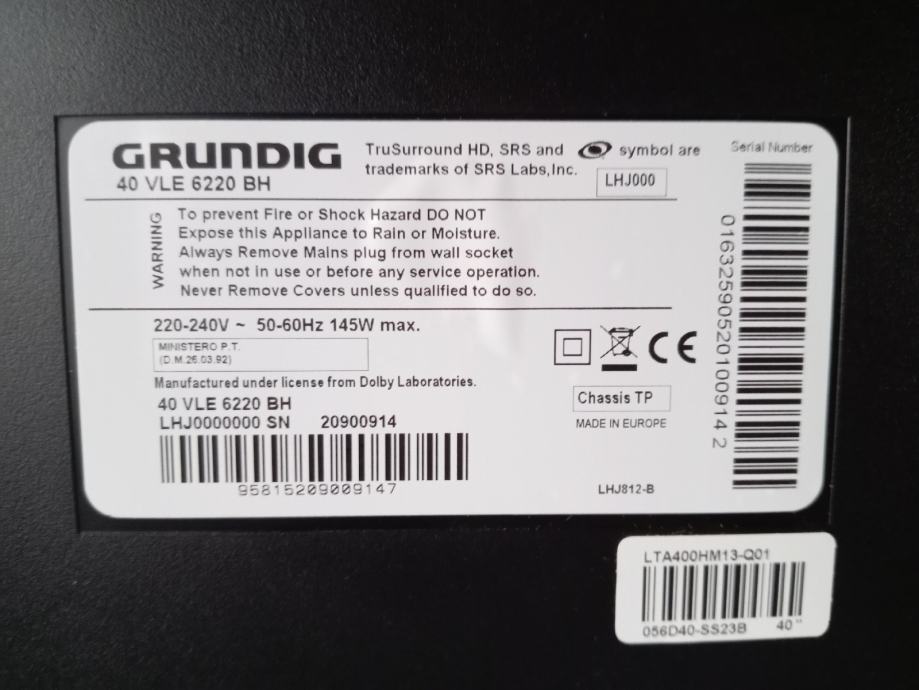 GRUNDIG
40 VLE 6220 BH
TruSurround HD, SRS and symbol are
trademarks of SRS Labs,Inc.
LHJ000
Serial Number
WARNING
To prevent Fire or Shock Hazard DO NOT
Expose this Appliance to Rain or Moisture.
Always Remove Mains plug from wall socket
when not in use or before any service operation.
Never Remove Covers unless qualified to do so.
01632590520100914 2
220-240V ~ 50-60Hz 145W max.
MINISTERO P.T.
(D.M.26.03.92)
CE
Manufactured under license from Dolby Laboratories.
40 VLE 6220 BH
LHJ0000000 SN 20900914
95815209009147
Chassis TP
MADE IN EUROPE
LHJ812-B
LTA400HM13-Q01
056D40-SS23B 40"